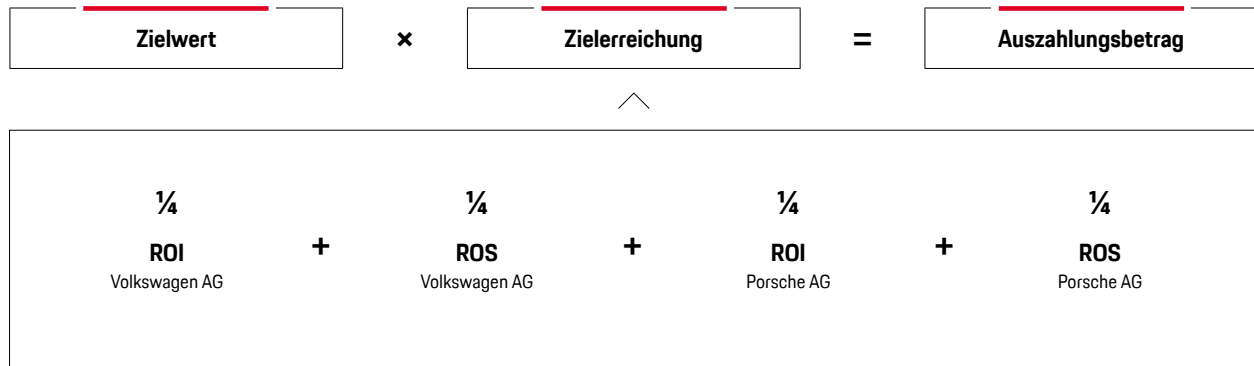 Zielwert × Zielerreichung = Auszahlungsbetrag
¼ ¼ ¼ ¼
ROI + ROS + ROI + ROS
Volkswagen AG Volkswagen AG Porsche AG Porsche AG